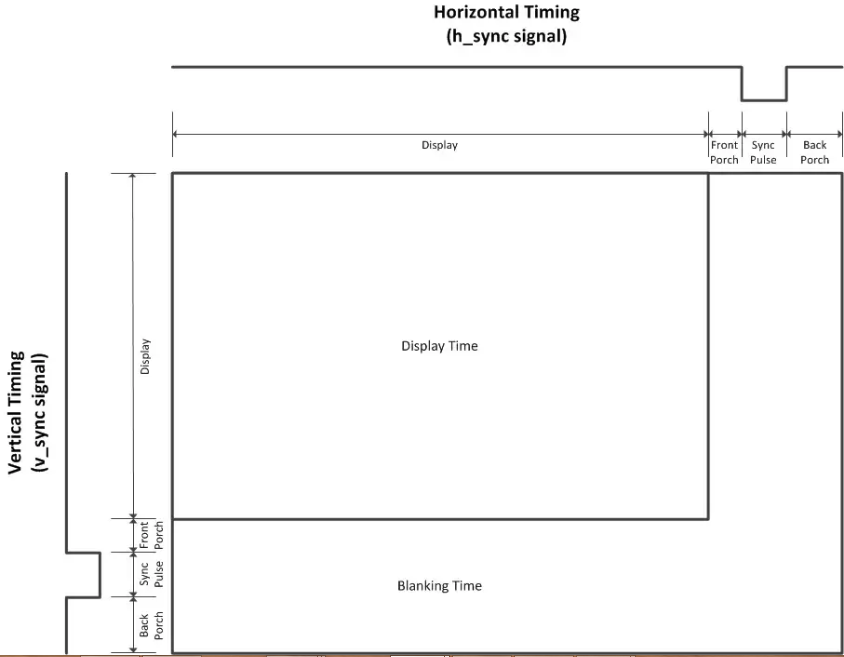 Horizontal Timing
(h_sync signal)
Display
Front
Porch
Sync
Pulse
Back
Porch
Vertical Timing
(v_sync signal)
Display
Display Time
Front
Porch
Sync
Pulse
Blanking Time
Back
Porch